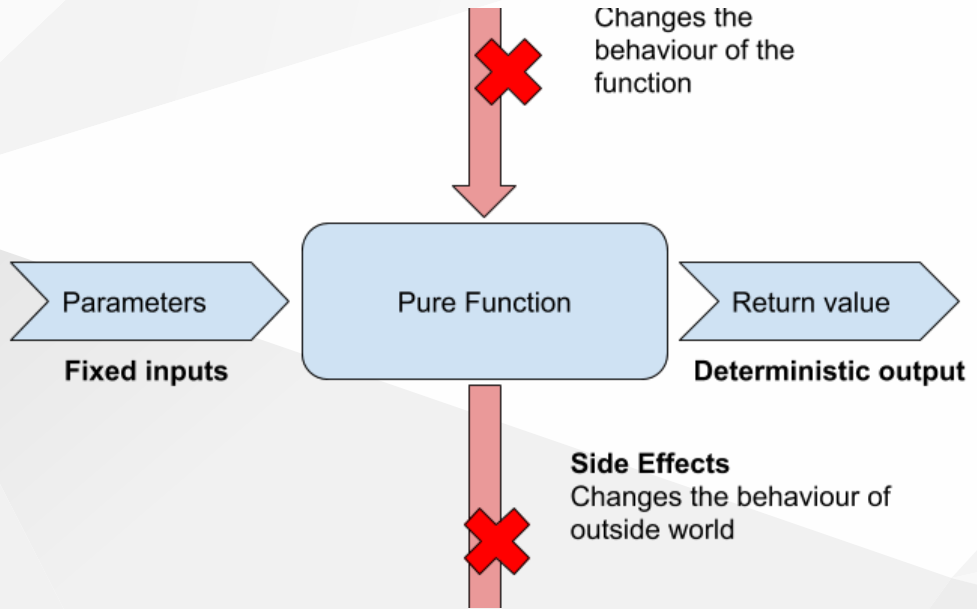 Changes the
behaviour of the
function
Parameters
Pure Function
Return value
Fixed inputs
Deterministic output
Side Effects
Changes the behaviour of
outside world